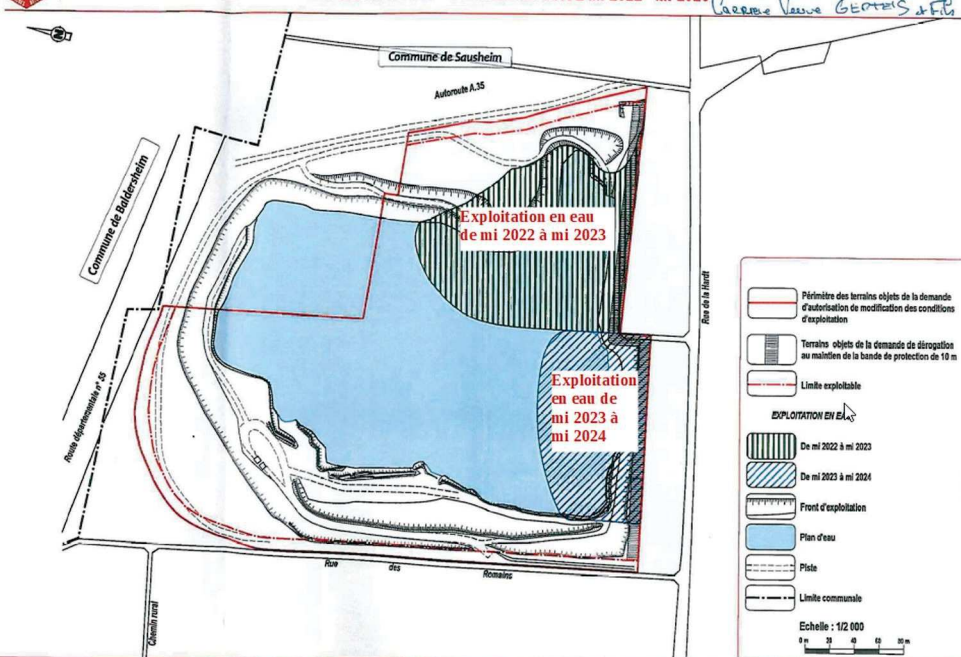 Carriere Veuve GERTEIS et Fils
Commune de Sausheim
Autoroute A.35
Commune de Baldersheim
Exploitation en eau
de mi 2022 à mi 2023
Rue de la Hardt
Exploitation
en eau de
mi 2023 à
mi 2024
Route départementale n° 55
Rue des Romains
Chemin rural
N
Périmètre des terrains objets de la demande
d'autorisation de modification des conditions
d'exploitation
Terrains objets de la demande de dérogation
au maintien de la bande de protection de 10 m
Limite exploitable
EXPLOITATION EN
De mi 2022 à mi 2023
De mi 2023 à mi 2024
Front d'exploitation
Plan d'eau
Piste
Limite communale
Echelle : 1/2 000
0 m 20 40 60 80 m